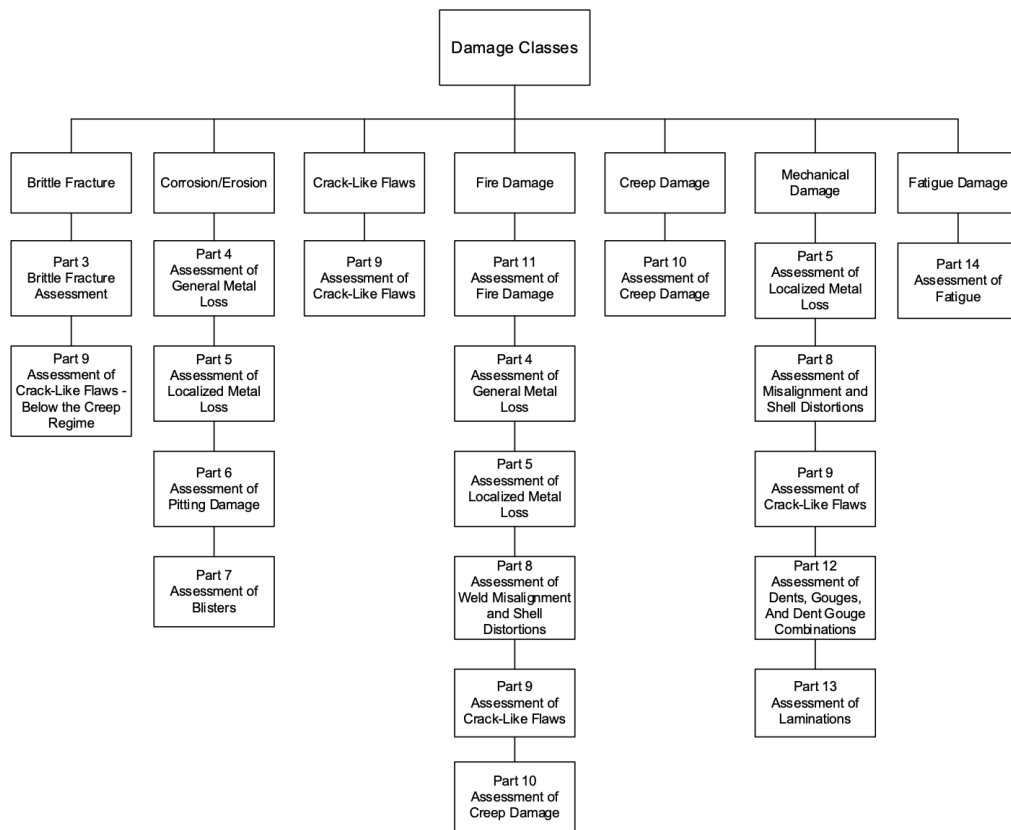 Damage Classes
Brittle Fracture
Corrosion/Erosion
Crack-Like Flaws
Fire Damage
Creep Damage
Mechanical
Damage
Fatigue Damage
Part 3
Brittle Fracture
Assessment
Part 9
Assessment of
Crack-Like Flaws -
Below the Creep
Regime
Part 4
Assessment of
General Metal
Loss
Part 5
Assessment of
Localized Metal
Loss
Part 6
Assessment of
Pitting Damage
Part 7
Assessment of
Blisters
Part 9
Assessment of
Crack-Like Flaws
Part 11
Assessment of
Fire Damage
Part 4
Assessment of
General Metal
Loss
Part 5
Assessment of
Localized Metal
Loss
Part 8
Assessment of
Weld Misalignment
and Shell
Distortions
Part 9
Assessment of
Crack-Like Flaws
Part 10
Assessment of
Creep Damage
Part 10
Assessment of
Creep Damage
Part 5
Assessment of
Localized Metal
Loss
Part 8
Assessment of
Misalignment and
Shell Distortions
Part 9
Assessment of
Crack-Like Flaws
Part 12
Assessment of
Dents, Gouges,
And Dent Gouge
Combinations
Part 13
Assessment of
Laminations
Part 14
Assessment of
Fatigue